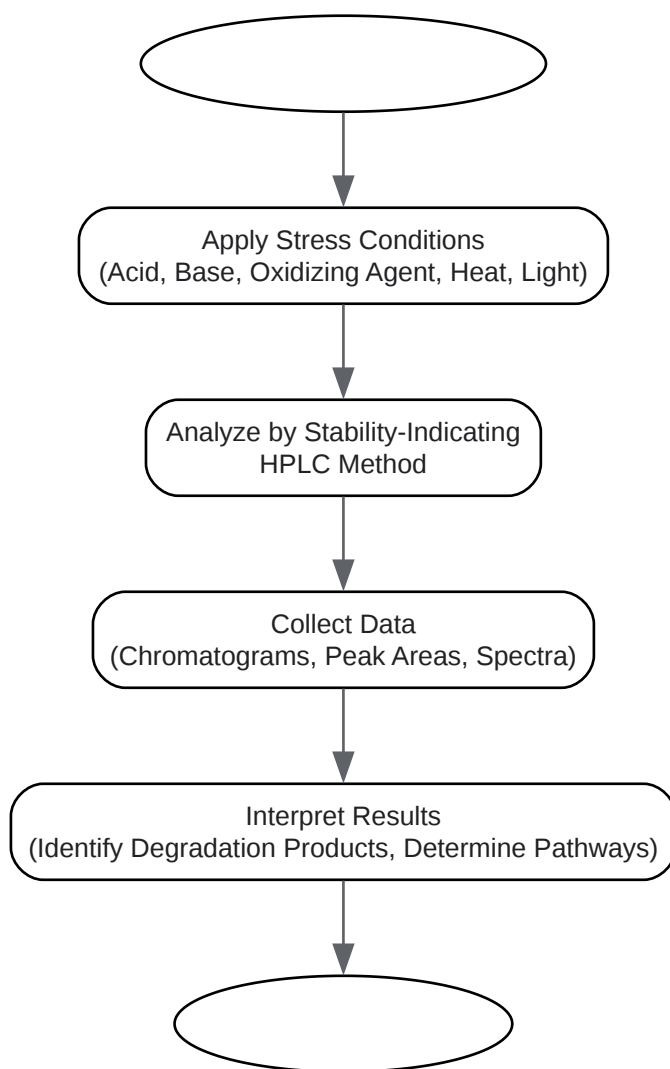 Apply Stress Conditions
(Acid, Base, Oxidizing Agent, Heat, Light)
Analyze by Stability-Indicating
HPLC Method
Collect Data
(Chromatograms, Peak Areas, Spectra)
Interpret Results
(Identify Degradation Products, Determine Pathways)